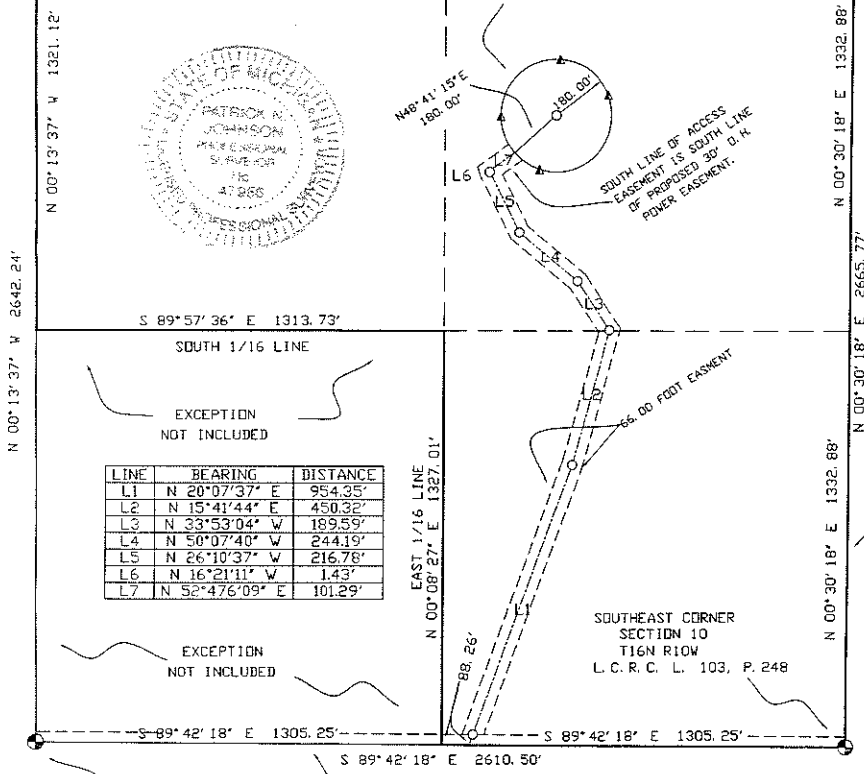 N 00°13'37" W 1321.12'
N 00°30'18" E 1332.88'
STATE OF MICHIGAN
PATRICK N.
JOHNSON
PROFESSIONAL
SURVEYOR
No
PROFESSIONAL SURVEYOR
N48°41'15"E
180.00'
180.00'
SOUTH LINE OF ACCESS
EASEMENT IS SOUTH LINE
OF PROPOSED 30' O.H.
POWER EASEMENT.
L7
L6
L5
L4
L3
N 00°13'37" W 2642.24'
N 00°30'18" E 2665.77'
S 89°57'36" E 1313.73'
SOUTH 1/16 LINE
L2
66.00 FOOT EASMENT
EXCEPTION
NOT INCLUDED
LINE BEARING DISTANCE
L1 N 20°07'37" E 954.35'
L2 N 15°41'44" E 450.32'
L3 N 33°53'04" W 189.59'
L4 N 50°07'40" W 244.19'
L5 N 26°10'37" W 216.78'
L6 N 16°21'11" W 1.43'
L7 N 52°476'09" E 101.29'
EAST 1/16 LINE
N 00°08'27" E 1327.01'
N 00°30'18" E 1332.88'
L1
SOUTHEAST CORNER
SECTION 10
T16N R10W
L.C.R.C. L. 103, P. 248
EXCEPTION
NOT INCLUDED
88.26'
S 89°42'18" E 1305.25'
S 89°42'18" E 1305.25'
S 89°42'18" E 2610.50'